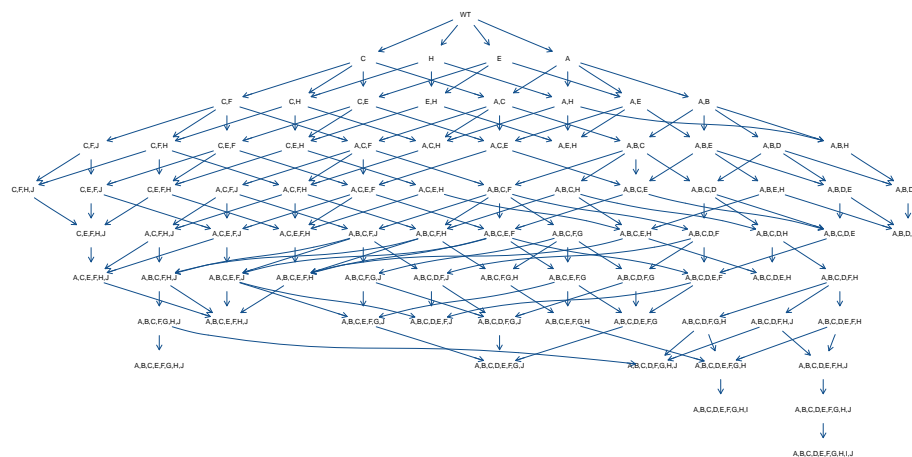 WT
C H E A
C,F C,H C,E E,H A,C A,H A,E A,B
C,F,J C,F,H C,E,F C,E,H A,C,F A,C,H A,C,E A,E,H A,B,C A,B,E A,B,D A,B,H
C,F,H,J C,E,F,J C,E,F,H A,C,F,J A,C,F,H A,C,E,F A,C,E,H A,B,C,F A,B,C,H A,B,C,E A,B,C,D A,B,E,H A,B,D,E A,B,D
C,E,F,H,J A,C,F,H,J A,C,E,F,J A,C,E,F,H A,B,C,F,J A,B,C,F,H A,B,C,E,F A,B,C,F,G A,B,C,E,H A,B,C,D,F A,B,C,D,H A,B,C,D,E A,B,D,
A,C,E,F,H,J A,B,C,F,H,J A,B,C,E,F,J A,B,C,E,F,H A,B,C,F,G,J A,B,C,D,F,J A,B,C,F,G,H A,B,C,E,F,G A,B,C,D,F,G A,B,C,D,E,F A,B,C,D,E,H A,B,C,D,F,H
A,B,C,F,G,H,J A,B,C,E,F,H,J A,B,C,E,F,G,J A,B,C,D,E,F,J A,B,C,D,F,G,J A,B,C,E,F,G,H A,B,C,D,E,F,G A,B,C,D,F,G,H A,B,C,D,F,H,J A,B,C,D,E,F,H
A,B,C,E,F,G,H,J A,B,C,D,E,F,G,J A,B,C,D,F,G,H,J A,B,C,D,E,F,G,H A,B,C,D,E,F,H,J
A,B,C,D,E,F,G,H,I A,B,C,D,E,F,G,H,J
A,B,C,D,E,F,G,H,I,J